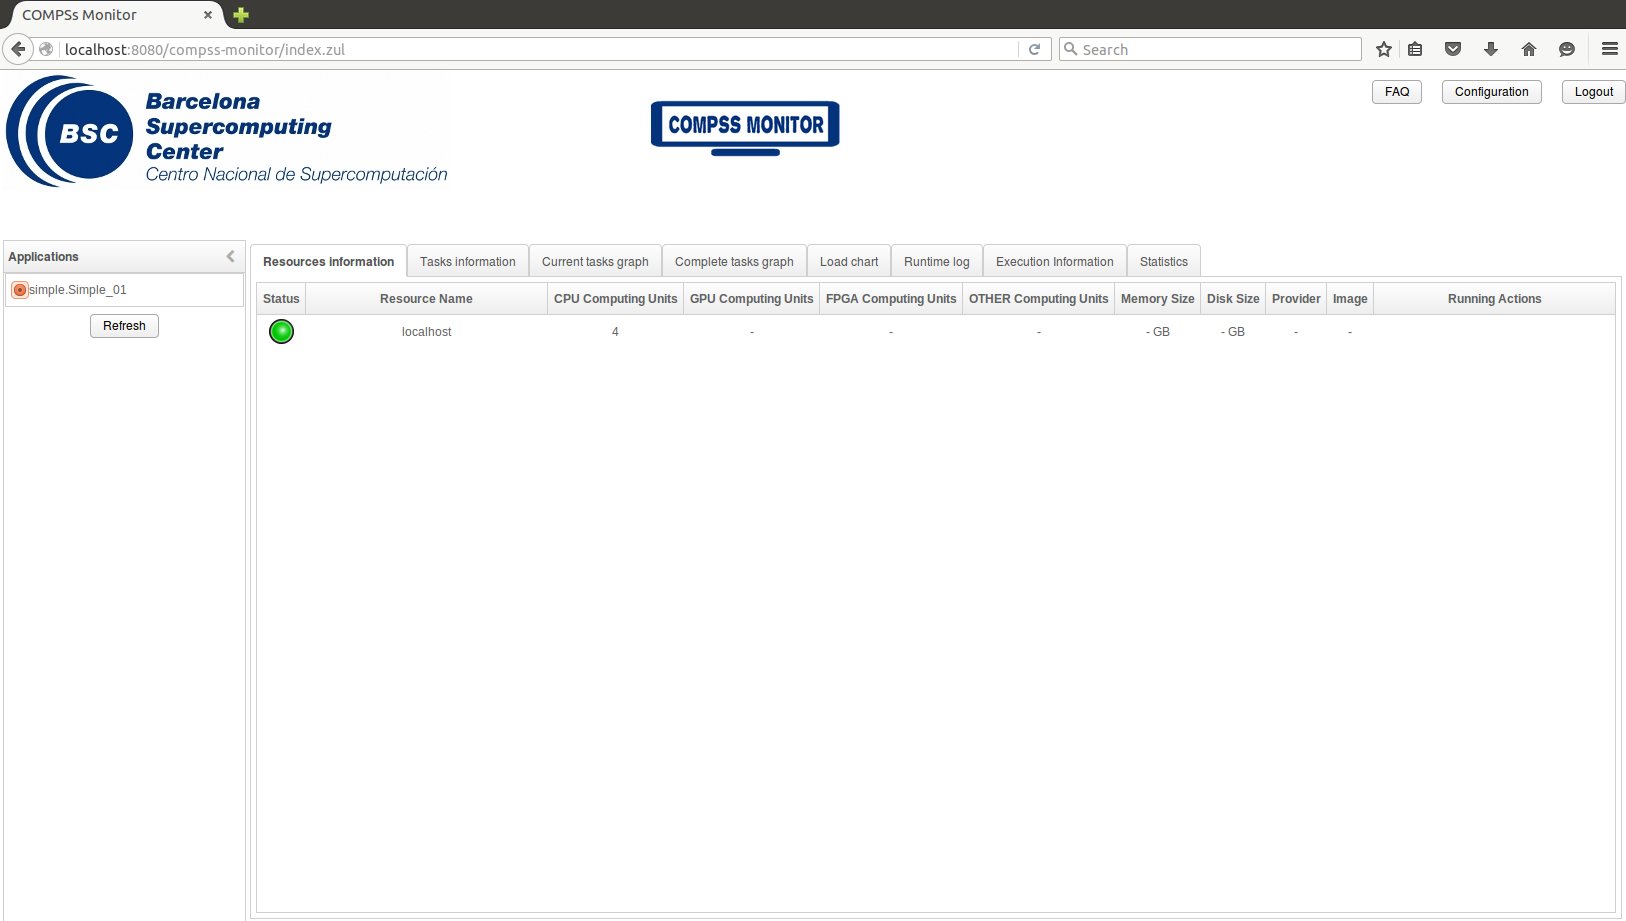 COMPSs Monitor
localhost:8080/compss-monitor/index.zul
Search
BSC
Barcelona
Supercomputing
Center
Centro Nacional de Supercomputación
COMPSS MONITOR
FAQ Configuration Logout
Applications
simple.Simple_01
Refresh
Resources information Tasks information Current tasks graph Complete tasks graph Load chart Runtime log Execution Information Statistics
Status Resource Name CPU Computing Units GPU Computing Units FPGA Computing Units OTHER Computing Units Memory Size Disk Size Provider Image Running Actions
localhost 4 - - - - GB - GB - -